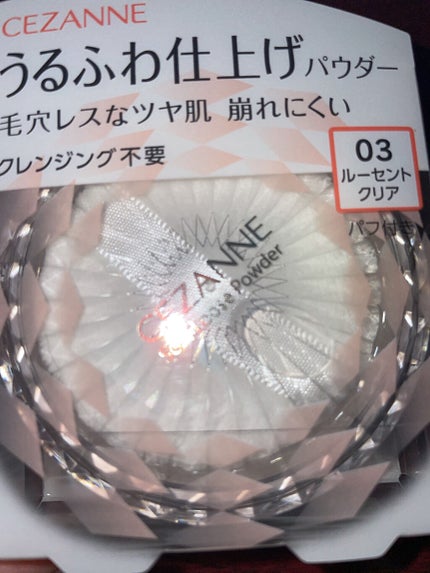 CEZANNE
うるふわ仕上げパウダー
毛穴レスなツヤ肌 崩れにくい
クレンジング不要
03
ルーセント
クリア
パフ付き
CEZANNE
Powder